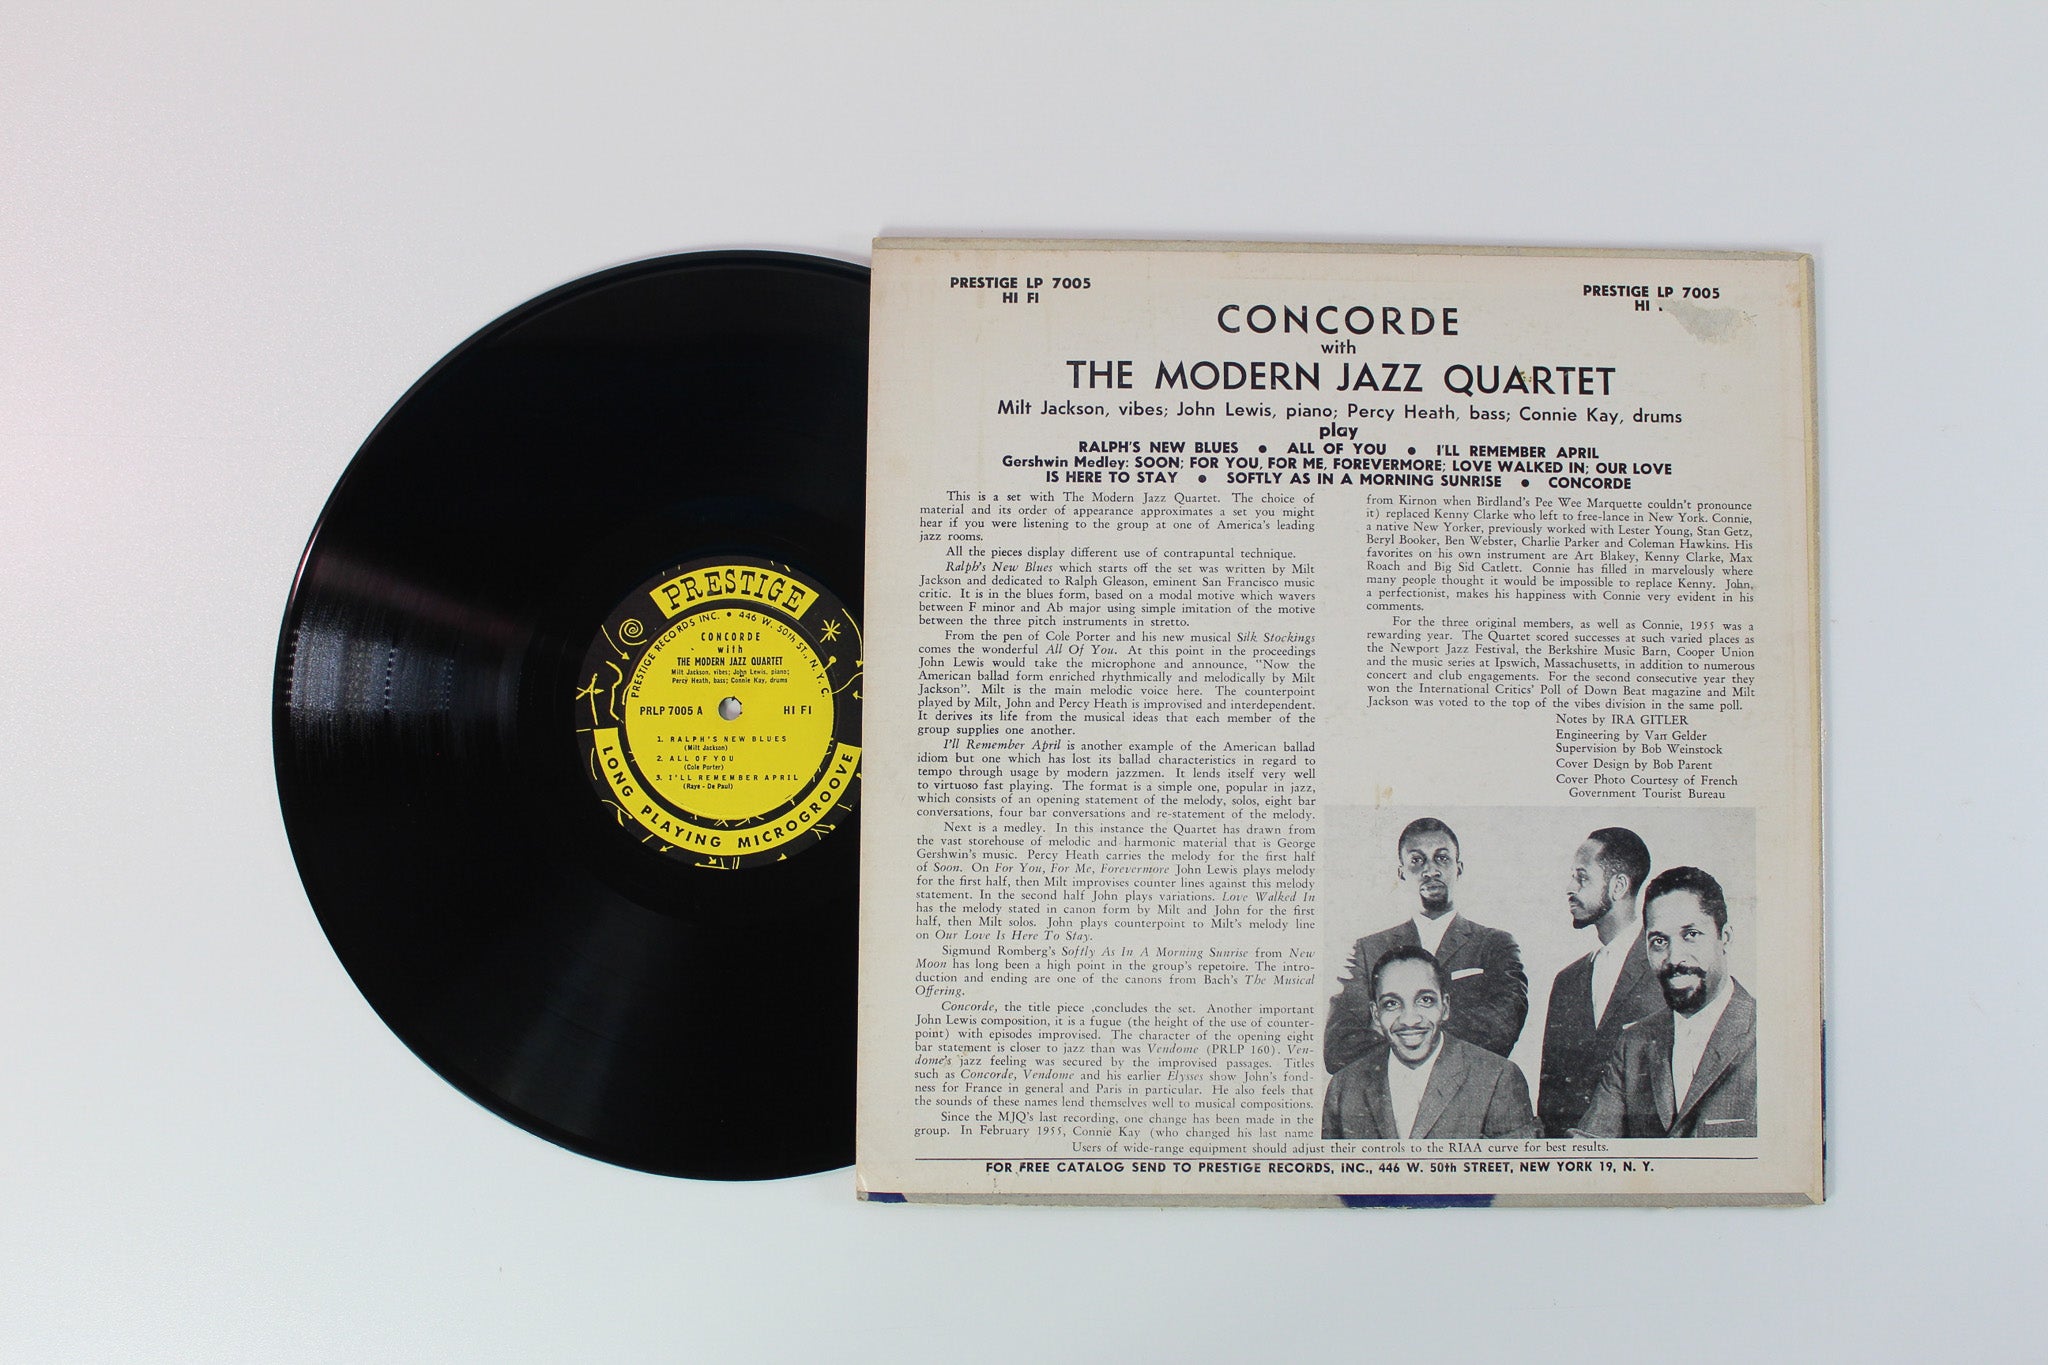 PRESTIGE
PRESTIGE RECORDS INC. • 446 W. 50th ST., N.Y.C.
CONCORDE
with
THE MODERN JAZZ QUARTET
Milt Jackson, vibes; John Lewis, piano;
Percy Heath, bass; Connie Kay, drums
PRLP 7005 A
HI FI
1. RALPH'S NEW BLUES
(Milt Jackson)
2. ALL OF YOU
(Cole Porter)
3. I'LL REMEMBER APRIL
(Raye - De Paul)
LONG PLAYING MICROGROOVE
PRESTIGE LP 7005
HI FI
PRESTIGE LP 7005
HI
CONCORDE
with
THE MODERN JAZZ QUARTET
Milt Jackson, vibes; John Lewis, piano; Percy Heath, bass; Connie Kay, drums
play
RALPH'S NEW BLUES • ALL OF YOU • I'LL REMEMBER APRIL
Gershwin Medley: SOON; FOR YOU, FOR ME, FOREVERMORE; LOVE WALKED IN; OUR LOVE
IS HERE TO STAY • SOFTLY AS IN A MORNING SUNRISE • CONCORDE
This is a set with The Modern Jazz Quartet. The choice of
material and its order of appearance approximates a set you might
hear if you were listening to the group at one of America's leading
jazz rooms.
All the pieces display different use of contrapuntal technique.
Ralph's New Blues which starts off the set was written by Milt
Jackson and dedicated to Ralph Gleason, eminent San Francisco music
critic. It is in the blues form, based on a modal motive which wavers
between F minor and Ab major using simple imitation of the motive
between the three pitch instruments in stretto.
From the pen of Cole Porter and his new musical Silk Stockings
comes the wonderful All Of You. At this point in the proceedings
John Lewis would take the microphone and announce, "Now the
American ballad form enriched rhythmically and melodically by Milt
Jackson". Milt is the main melodic voice here. The counterpoint
played by Milt, John and Percy Heath is improvised and interdependent.
It derives its life from the musical ideas that each member of the
group supplies one another.
I'll Remember April is another example of the American ballad
idiom but one which has lost its ballad characteristics in regard to
tempo through usage by modern jazzmen. It lends itself very well
to virtuoso fast playing. The format is a simple one, popular in jazz,
which consists of an opening statement of the melody, solos, eight bar
conversations, four bar conversations and re-statement of the melody.
Next is a medley. In this instance the Quartet has drawn from
the vast storehouse of melodic and harmonic material that is George
Gershwin's music. Percy Heath carries the melody for the first half
of Soon. On For You, For Me, Forevermore John Lewis plays melody
for the first half, then Milt improvises counter lines against this melody
statement. In the second half John plays variations. Love Walked In
has the melody stated in canon form by Milt and John for the first
half, then Milt solos. John plays counterpoint to Milt's melody line
on Our Love Is Here To Stay.
Sigmund Romberg's Softly As In A Morning Sunrise from New
Moon has long been a high point in the group's repetoire. The intro-
duction and ending are one of the canons from Bach's The Musical
Offering.
Concorde, the title piece ,concludes the set. Another important
John Lewis composition, it is a fugue (the height of the use of counter-
point) with episodes improvised. The character of the opening eight
bar statement is closer to jazz than was Vendome (PRLP 160). Ven-
dome's jazz feeling was secured by the improvised passages. Titles
such as Concorde, Vendome and his earlier Elysses show John's fond-
ness for France in general and Paris in particular. He also feels that
the sounds of these names lend themselves well to musical compositions.
Since the MJQ's last recording, one change has been made in the
group. In February 1955, Connie Kay (who changed his last name
from Kirnon when Birdland's Pee Wee Marquette couldn't pronounce
it) replaced Kenny Clarke who left to free-lance in New York. Connie,
a native New Yorker, previously worked with Lester Young, Stan Getz,
Beryl Booker, Ben Webster, Charlie Parker and Coleman Hawkins. His
favorites on his own instrument are Art Blakey, Kenny Clarke, Max
Roach and Big Sid Catlett. Connie has filled in marvelously where
many people thought it would be impossible to replace Kenny. John,
a perfectionist, makes his happiness with Connie very evident in his
comments.
For the three original members, as well as Connie, 1955 was a
rewarding year. The Quartet scored successes at such varied places as
the Newport Jazz Festival, the Berkshire Music Barn, Cooper Union
and the music series at Ipswich, Massachusetts, in addition to numerous
concert and club engagements. For the second consecutive year they
won the International Critics' Poll of Down Beat magazine and Milt
Jackson was voted to the top of the vibes division in the same poll.
Notes by IRA GITLER
Engineering by Van Gelder
Supervision by Bob Weinstock
Cover Design by Bob Parent
Cover Photo Courtesy of French
Government Tourist Bureau
Users of wide-range equipment should adjust their controls to the RIAA curve for best results.
FOR FREE CATALOG SEND TO PRESTIGE RECORDS, INC., 446 W. 50th STREET, NEW YORK 19, N. Y.